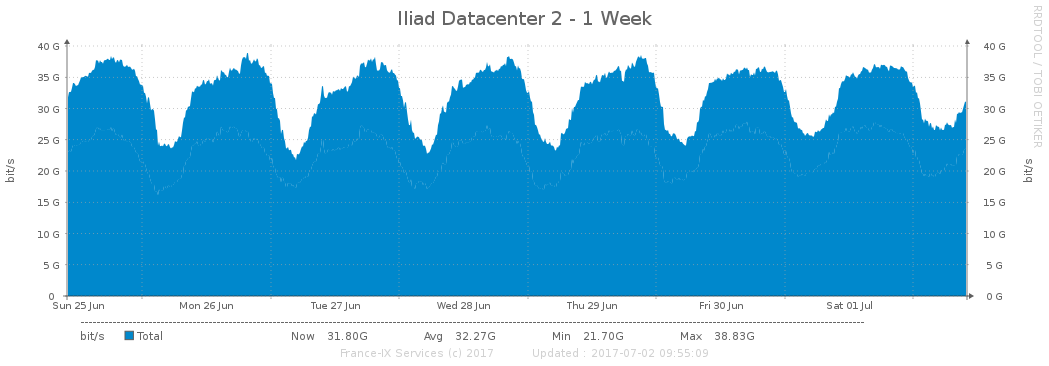 Iliad Datacenter 2 - 1 Week
RRDTOOL / TOBI OETIKER
40 G 40 G
35 G 35 G
30 G 30 G
25 G 25 G
20 G 20 G
15 G 15 G
10 G 10 G
5 G 5 G
0 0 G
bit/s
bit/s
Sun 25 Jun Mon 26 Jun Tue 27 Jun Wed 28 Jun Thu 29 Jun Fri 30 Jun Sat 01 Jul
bit/s Total Now 31.80G Avg 32.27G Min 21.70G Max 38.83G
France-IX Services (c) 2017 Updated : 2017-07-02 09:55:09